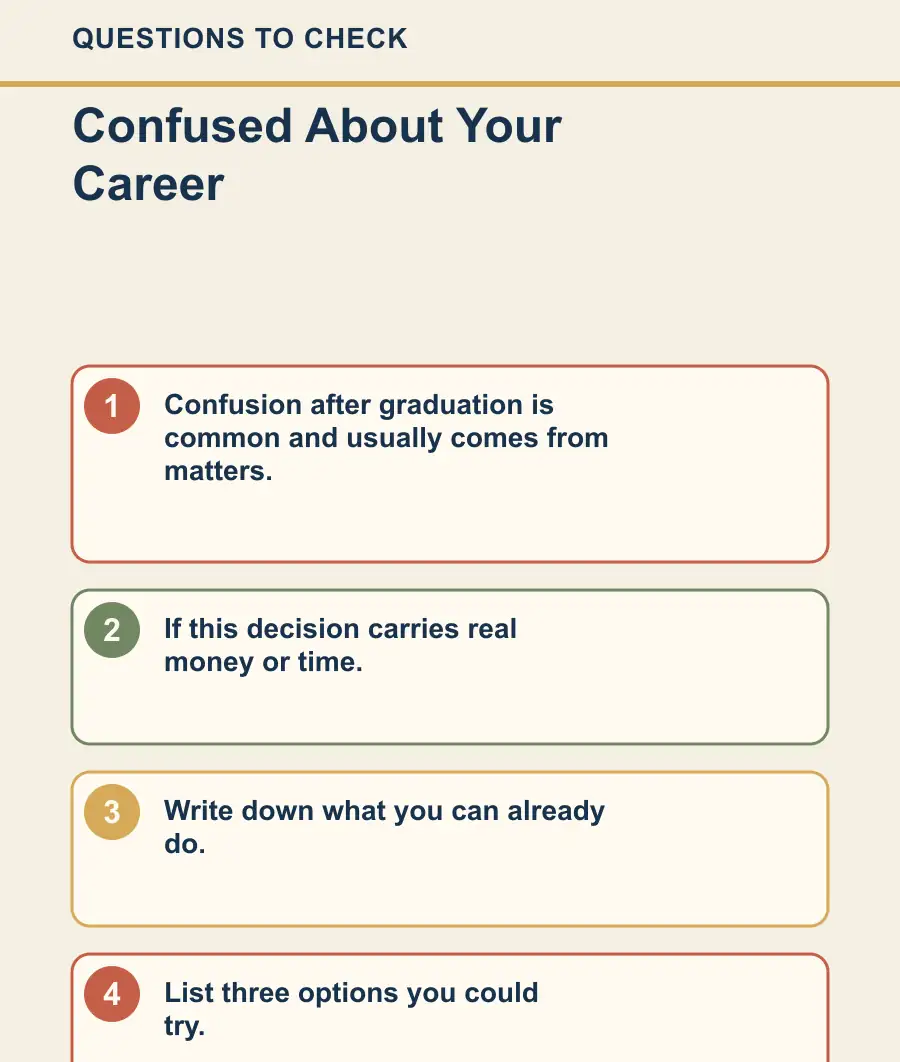 QUESTIONS TO CHECK
Confused About Your
Career
1
Confusion after graduation is
common and usually comes from
matters.
2
If this decision carries real
money or time.
3
Write down what you can already
do.
4
List three options you could
try.